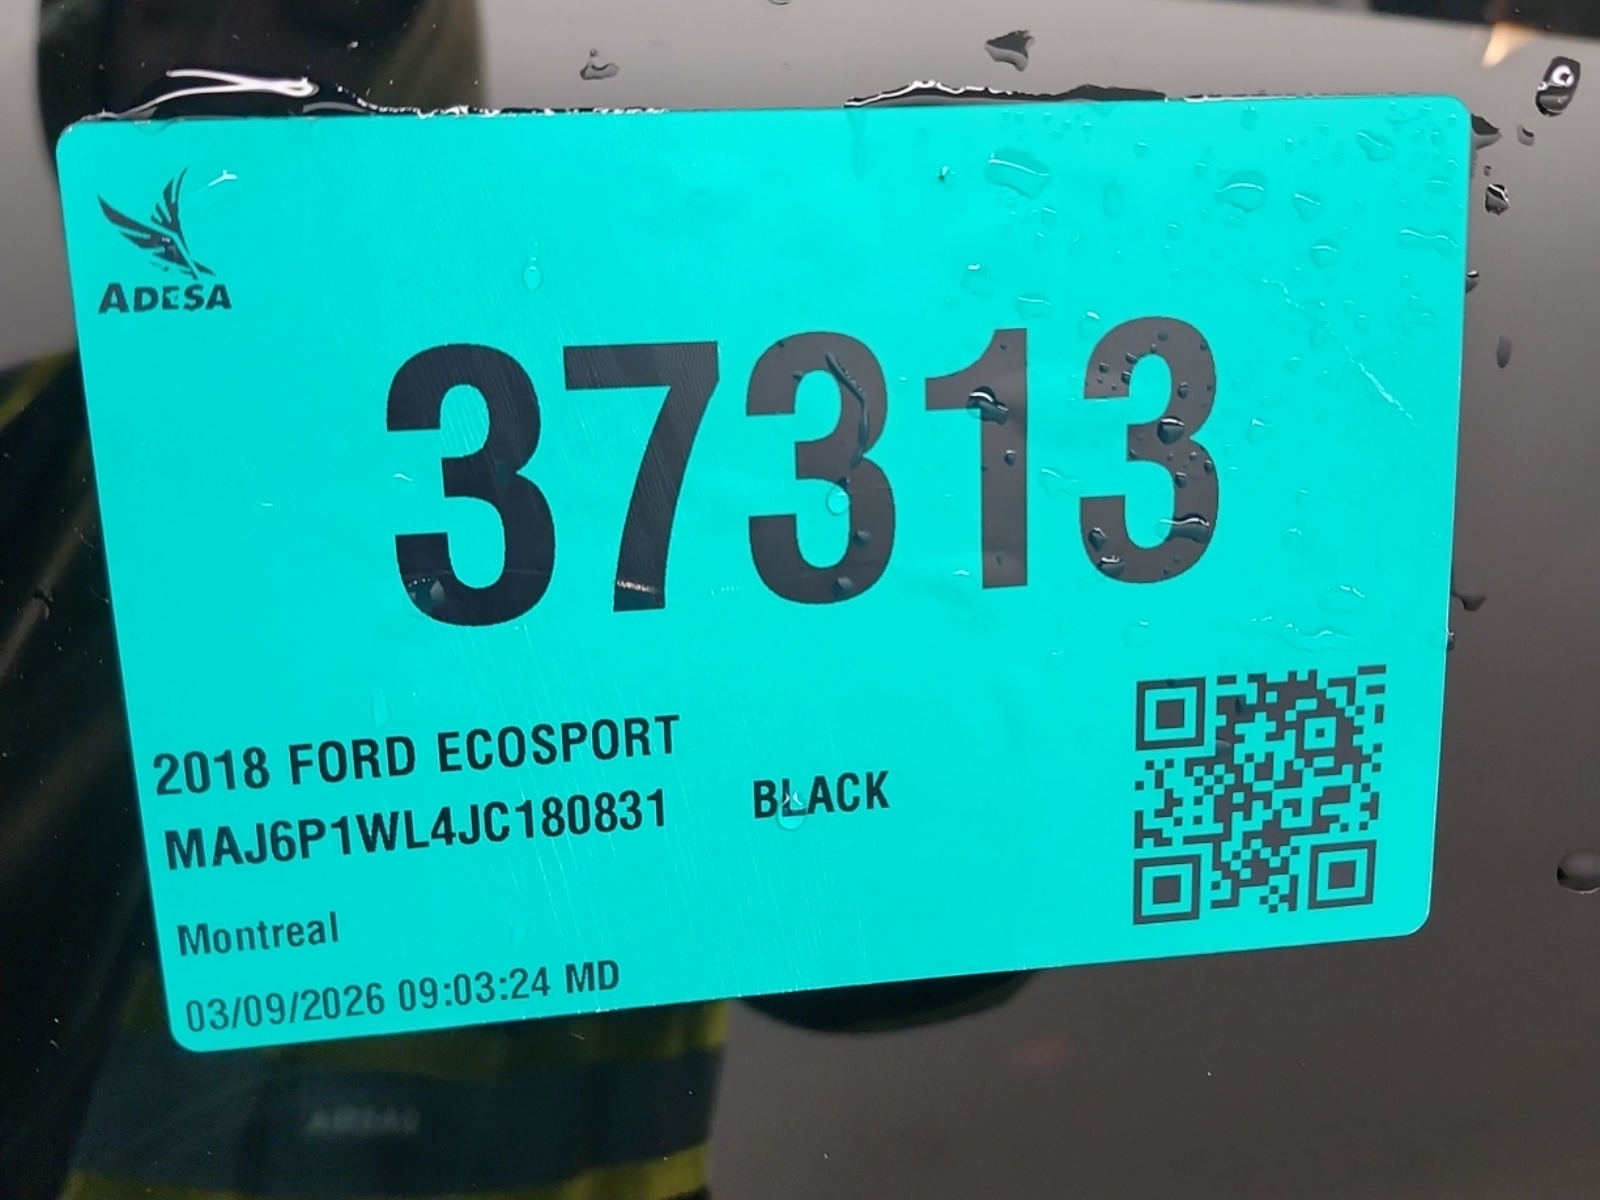 ADESA
37313
2018 FORD ECOSPORT
MAJ6P1WL4JC180831 BLACK
Montreal
03/09/2026 09:03:24 MD